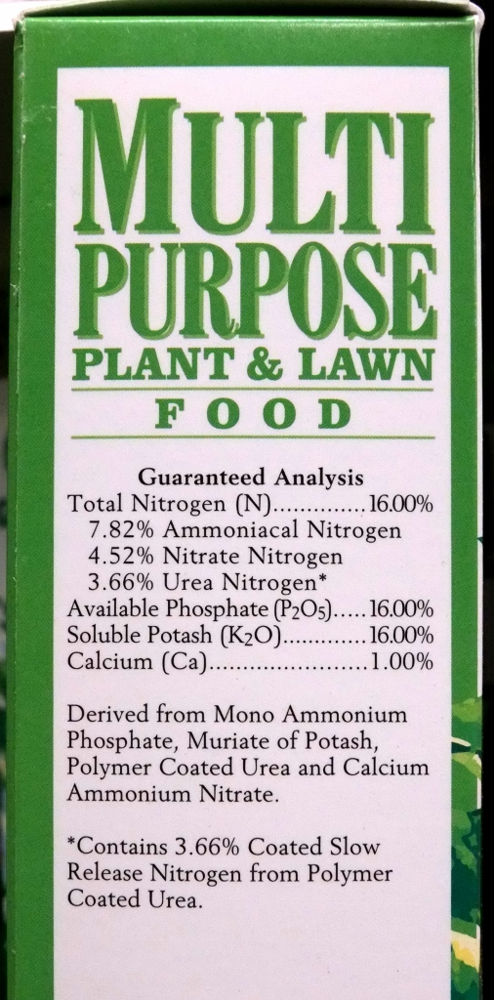 MULTI
PURPOSE
PLANT & LAWN
FOOD
Guaranteed Analysis
Total Nitrogen (N)..............16.00%
7.82% Ammoniacal Nitrogen
4.52% Nitrate Nitrogen
3.66% Urea Nitrogen*
Available Phosphate (P₂O₅).....16.00%
Soluble Potash (K₂O).............16.00%
Calcium (Ca)........................1.00%
Derived from Mono Ammonium
Phosphate, Muriate of Potash,
Polymer Coated Urea and Calcium
Ammonium Nitrate.
*Contains 3.66% Coated Slow
Release Nitrogen from Polymer
Coated Urea.